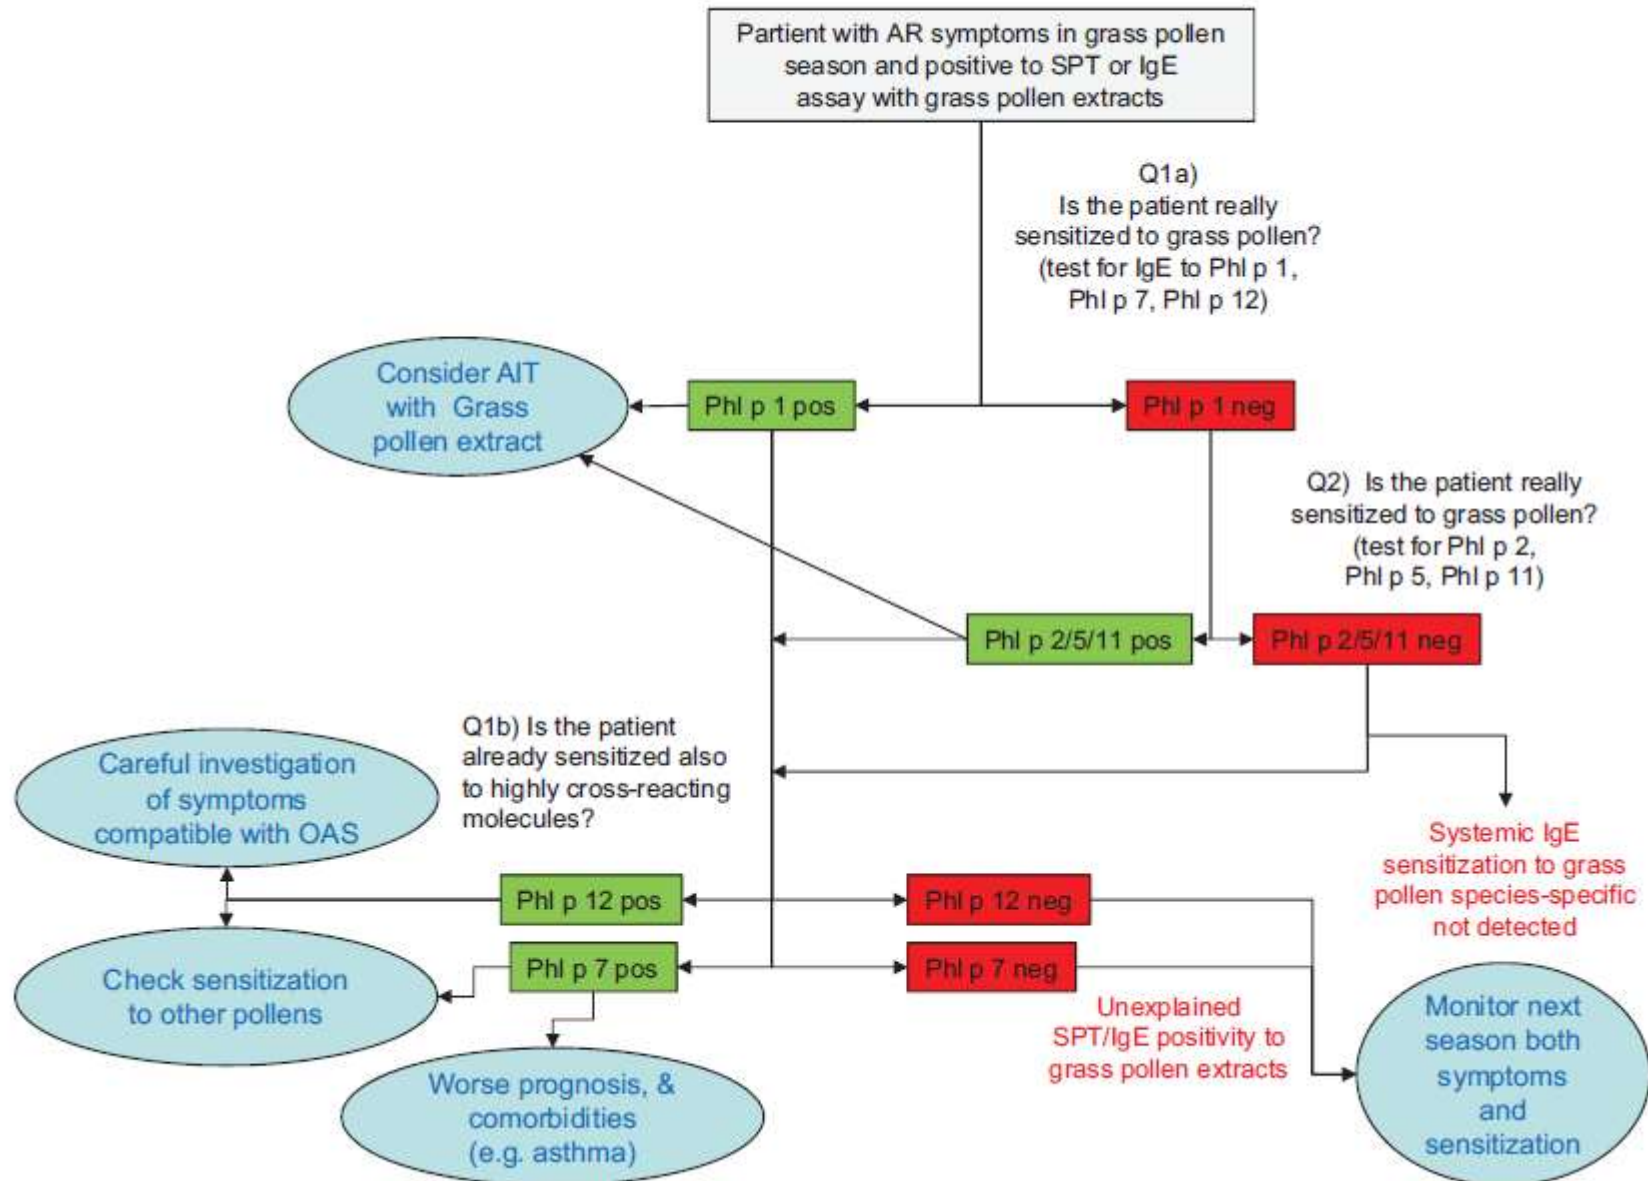 Partient with AR symptoms in grass pollen
season and positive to SPT or IgE
assay with grass pollen extracts
Q1a)
Is the patient really
sensitized to grass pollen?
(test for IgE to Phl p 1,
Phl p 7, Phl p 12)
Consider AIT
with Grass
pollen extract
Phl p 1 pos
Phl p 1 neg
Q2) Is the patient really
sensitized to grass pollen?
(test for Phl p 2,
Phl p 5, Phl p 11)
Phl p 2/5/11 pos
Phl p 2/5/11 neg
Q1b) Is the patient
already sensitized also
to highly cross-reacting
molecules?
Careful investigation
of symptoms
compatible with OAS
Systemic IgE
sensitization to grass
pollen species-specific
not detected
Phl p 12 pos
Phl p 12 neg
Phl p 7 pos
Phl p 7 neg
Check sensitization
to other pollens
Unexplained
SPT/IgE positivity to
grass pollen extracts
Monitor next
season both
symptoms
and
sensitization
Worse prognosis, &
comorbidities
(e.g. asthma)